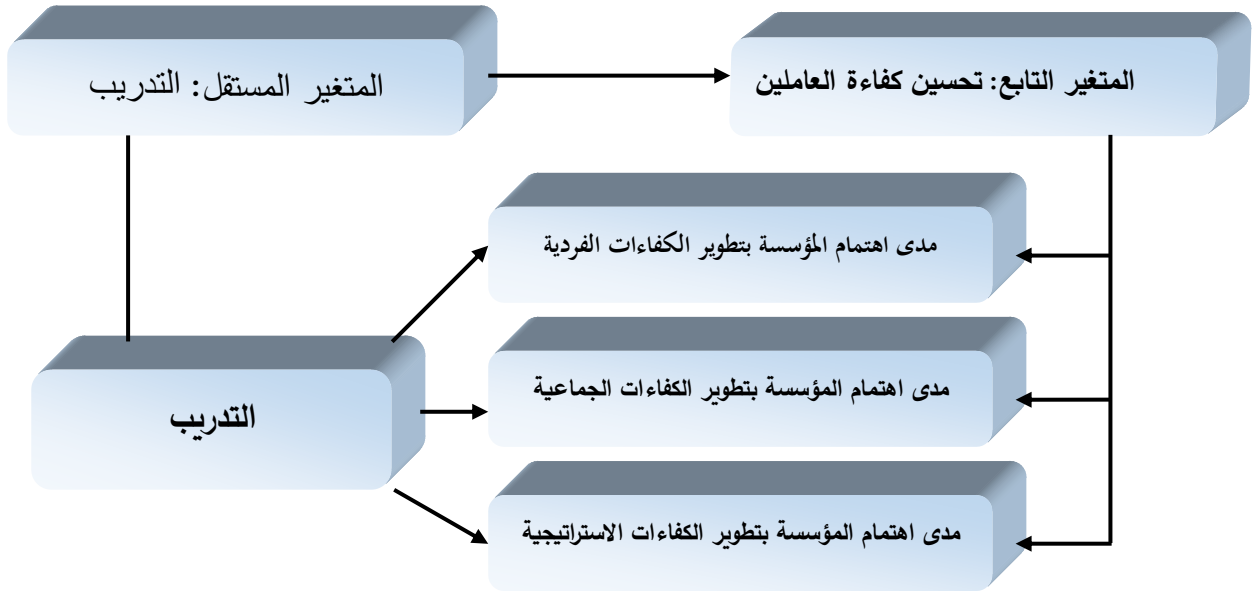 المتغير المستقل: التدريب
المتغير التابع: تحسين كفاءة العاملين
مدى اهتمام المؤسسة بتطوير الكفاءات الفردية
التدريب
مدى اهتمام المؤسسة بتطوير الكفاءات الجماعية
مدى اهتمام المؤسسة بتطوير الكفاءات الاستراتيجية